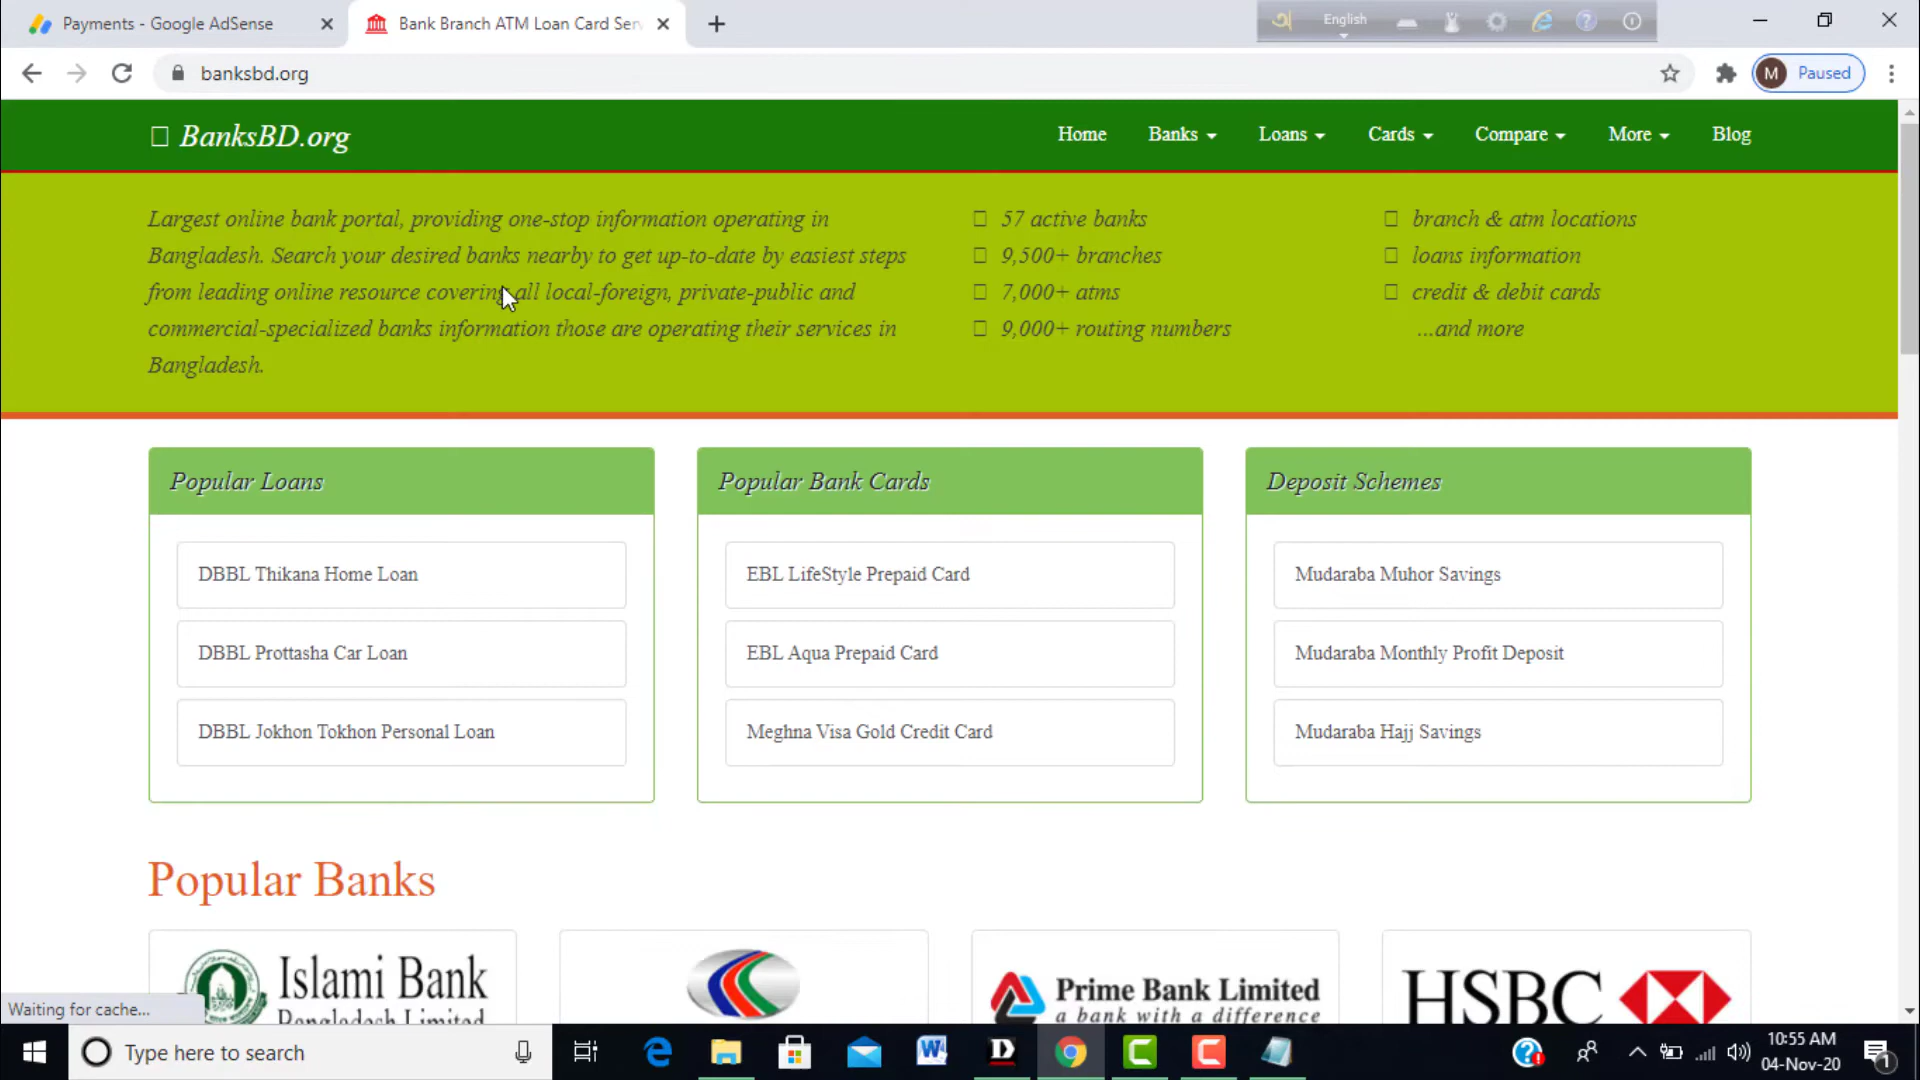 Payments - Google AdSense
Bank Branch ATM Loan Card Ser
English
banksbd.org
M Paused
BanksBD.org
Home Banks Loans Cards Compare More Blog
Largest online bank portal, providing one-stop information operating in
Bangladesh. Search your desired banks nearby to get up-to-date by easiest steps
from leading online resource covering all local-foreign, private-public and
commercial-specialized banks information those are operating their services in
Bangladesh.
57 active banks
9,500+ branches
7,000+ atms
9,000+ routing numbers
branch & atm locations
loans information
credit & debit cards
...and more
Popular Loans
DBBL Thikana Home Loan
DBBL Prottasha Car Loan
DBBL Jokhon Tokhon Personal Loan
Popular Bank Cards
EBL LifeStyle Prepaid Card
EBL Aqua Prepaid Card
Meghna Visa Gold Credit Card
Deposit Schemes
Mudaraba Muhor Savings
Mudaraba Monthly Profit Deposit
Mudaraba Hajj Savings
Popular Banks
Islami Bank
Bangladesh Limited
Prime Bank Limited
a bank with a difference
HSBC
Waiting for cache...
Type here to search
10:55 AM
04-Nov-20
1